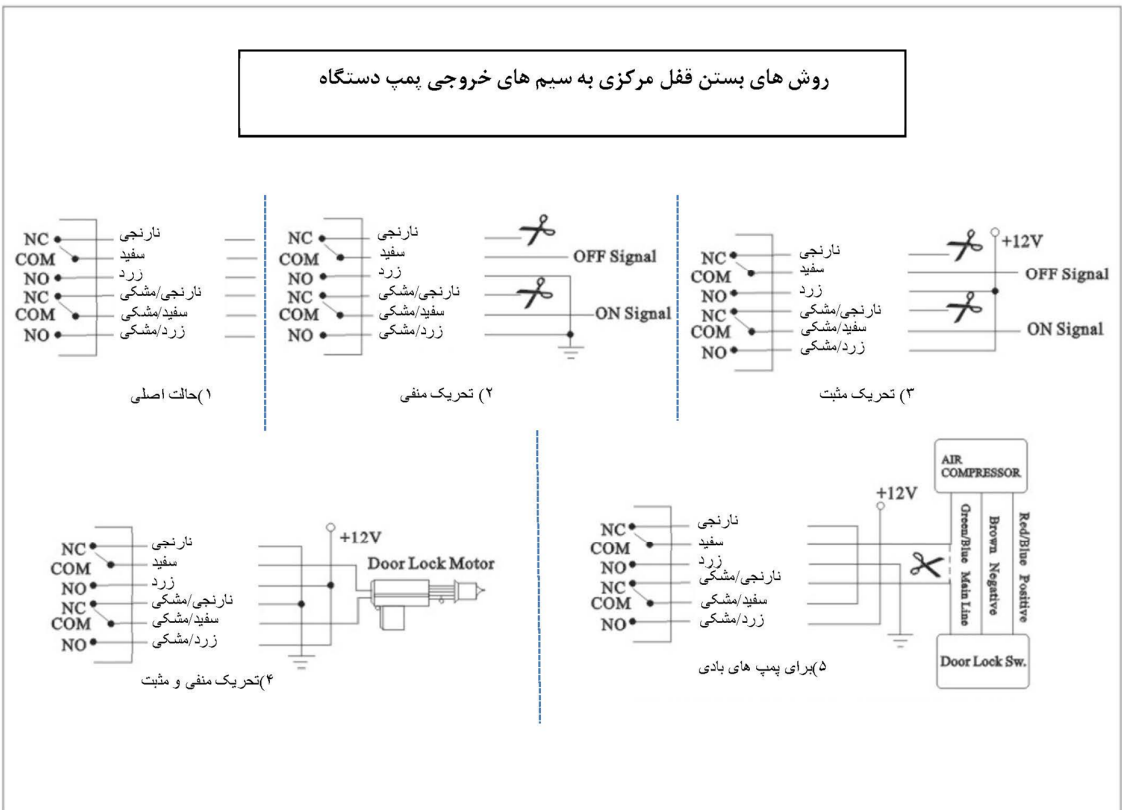 روش های بستن قفل مرکزی به سیم های خروجی پمپ دستگاه
NC نارنجی
COM سفید
NO زرد
NC نارنجی/مشکی
COM سفید/مشکی
NO زرد/مشکی
۱)حالت اصلی
NC نارنجی
COM سفید OFF Signal
NO زرد
NC نارنجی/مشکی
COM سفید/مشکی ON Signal
NO زرد/مشکی
۲) تحریک منفی
+12V
NC نارنجی
COM سفید OFF Signal
NO زرد
NC نارنجی/مشکی
COM سفید/مشکی ON Signal
NO زرد/مشکی
۳) تحریک مثبت
+12V
NC نارنجی
COM سفید
NO زرد
NC نارنجی/مشکی
COM سفید/مشکی
NO زرد/مشکی
Door Lock Motor
۴)تحریک منفی و مثبت
AIR
COMPRESSOR
+12V
NC نارنجی
COM سفید
NO زرد
NC نارنجی/مشکی
COM سفید/مشکی
NO زرد/مشکی
Green/Blue Main Line
Brown Negative
Red/Blue Positive
Door Lock Sw.
۵)برای پمپ های بادی